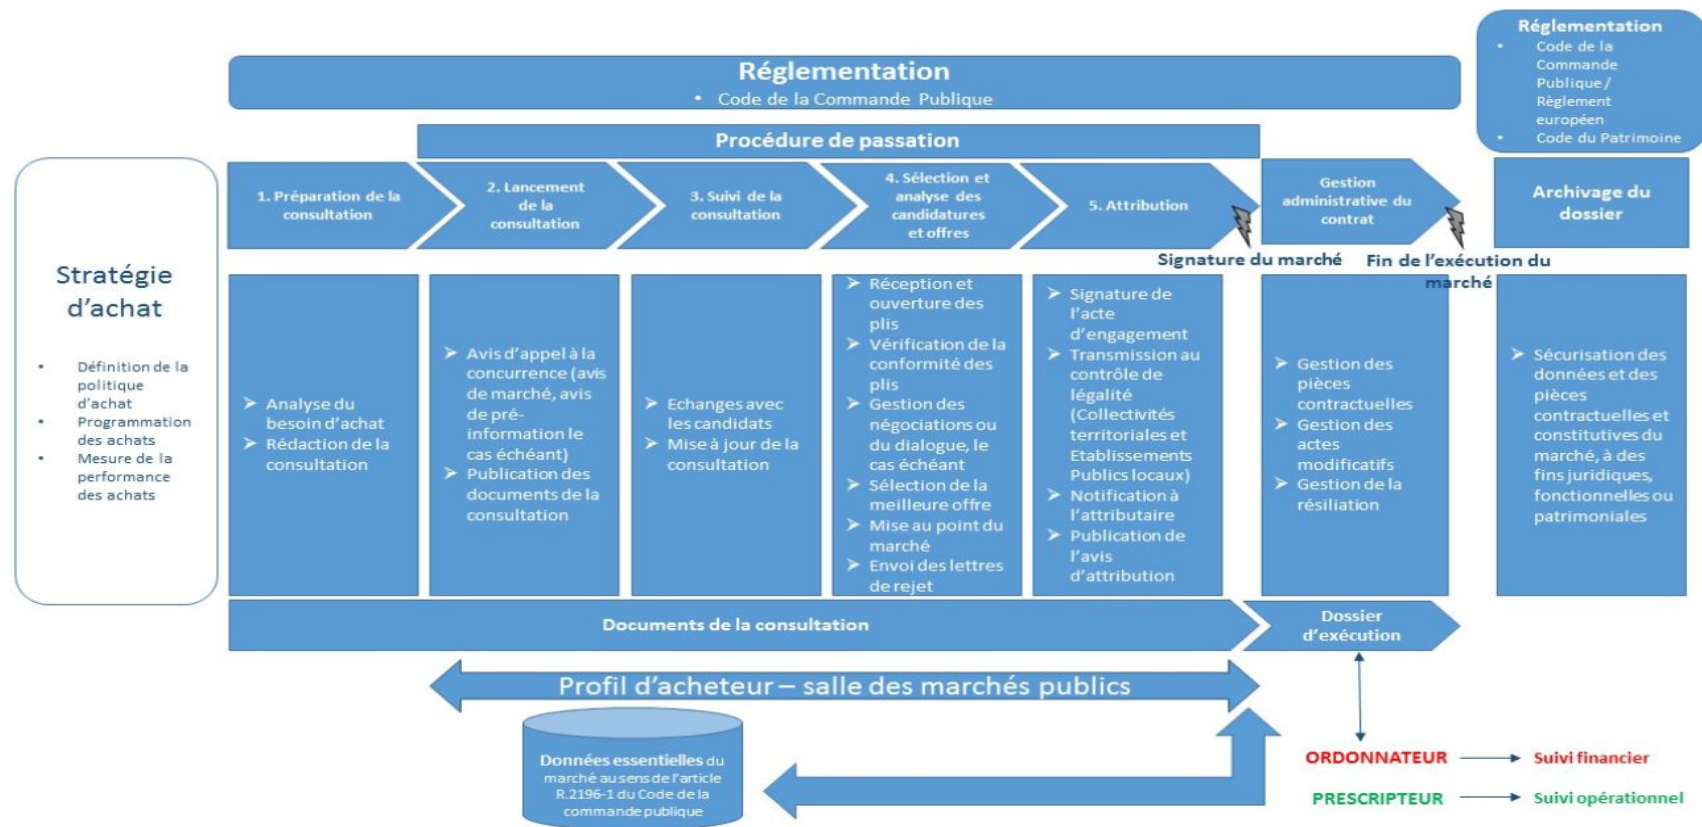 Réglementation
• Code de la Commande Publique
Réglementation
• Code de la
Commande
Publique /
Règlement
européen
• Code du Patrimoine
Procédure de passation
Stratégie
d’achat
• Définition de la
politique
d’achat
• Programmation
des achats
• Mesure de la
performance
des achats
1. Préparation de la
consultation
2. Lancement
de la
consultation
3. Suivi de la
consultation
4. Sélection et
analyse des
candidatures
et offres
5. Attribution
Gestion
administrative du
contrat
Archivage du
dossier
Signature du marché
Fin de l’exécution du
marché
➢ Analyse du
besoin d’achat
➢ Rédaction de la
consultation
➢ Avis d’appel à la
concurrence (avis
de marché, avis
de pré-
information le
cas échéant)
➢ Publication des
documents de la
consultation
➢ Echanges avec
les candidats
➢ Mise à jour de la
consultation
➢ Réception et
ouverture des
plis
➢ Vérification de la
conformité des
plis
➢ Gestion des
négociations ou
du dialogue, le
cas échéant
➢ Sélection de la
meilleure offre
➢ Mise au point du
marché
➢ Envoi des lettres
de rejet
➢ Signature de
l’acte
d’engagement
➢ Transmission au
contrôle de
légalité
(Collectivités
territoriales et
Etablissements
Publics locaux)
➢ Notification à
l’attributaire
➢ Publication de
l’avis
d’attribution
➢ Gestion des
pièces
contractuelles
➢ Gestion des
actes
modificatifs
➢ Gestion de la
résiliation
➢ Sécurisation des
données et des
pièces
contractuelles et
constitutives du
marché, à des
fins juridiques,
fonctionnelles ou
patrimoniales
Documents de la consultation
Dossier
d’exécution
Profil d’acheteur – salle des marchés publics
Données essentielles du
marché au sens de l’article
R.2196-1 du Code de la
commande publique
ORDONNATEUR
Suivi financier
PRESCRIPTEUR
Suivi opérationnel